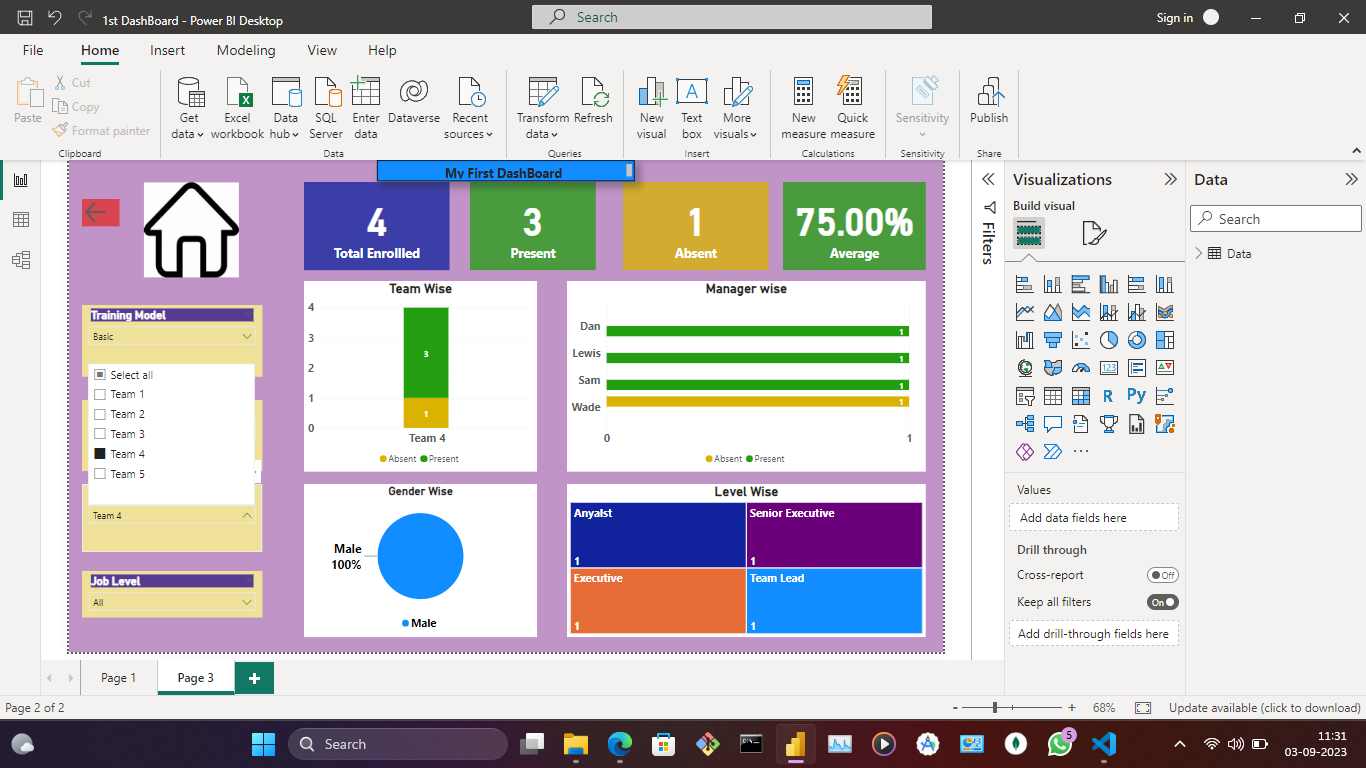 1st DashBoard - Power BI Desktop
Search
Sign in
File Home Insert Modeling View Help
Paste
Cut
Copy
Format painter
Clipboard
Get data
Excel workbook
Data hub
SQL Server
Enter data
Dataverse
Recent sources
Data
Transform data
Refresh
Queries
New visual
Text box
More visuals
Insert
New measure
Quick measure
Calculations
Sensitivity
Sensitivity
Publish
Share
My First DashBoard
4
Total Enrollled
3
Present
1
Absent
75.00%
Average
Training Model
Basic
Select all
Team 1
Team 2
Team 3
Team 4
Team 5
Team 4
Job Level
All
Team Wise
4
3
2
1
0
3
1
Team 4
Absent Present
Manager wise
Dan 1
Lewis 1
Sam 1
Wade 1
0 1
Absent Present
Gender Wise
Male
100%
Male
Level Wise
Anyalst
1
Senior Executive
1
Executive
1
Team Lead
1
Filters
Visualizations
Build visual
123
R
Py
...
Values
Add data fields here
Drill through
Cross-report Off
Keep all filters On
Add drill-through fields here
Data
Search
Data
Page 1 Page 3 +
Page 2 of 2
- + 68%
Update available (click to download)
Search
5
11:31
03-09-2023